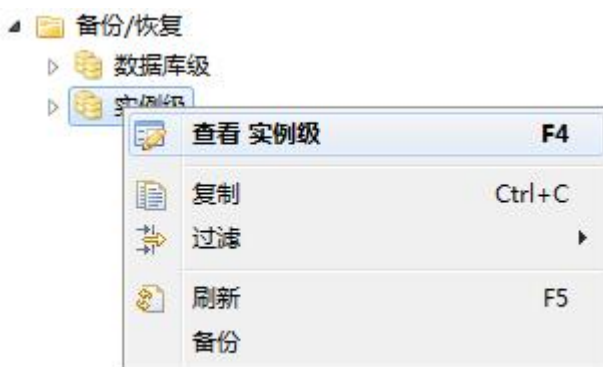 备份/恢复
数据库级
实例级
查看 实例级 F4
复制 Ctrl+C
过滤
刷新 F5
备份